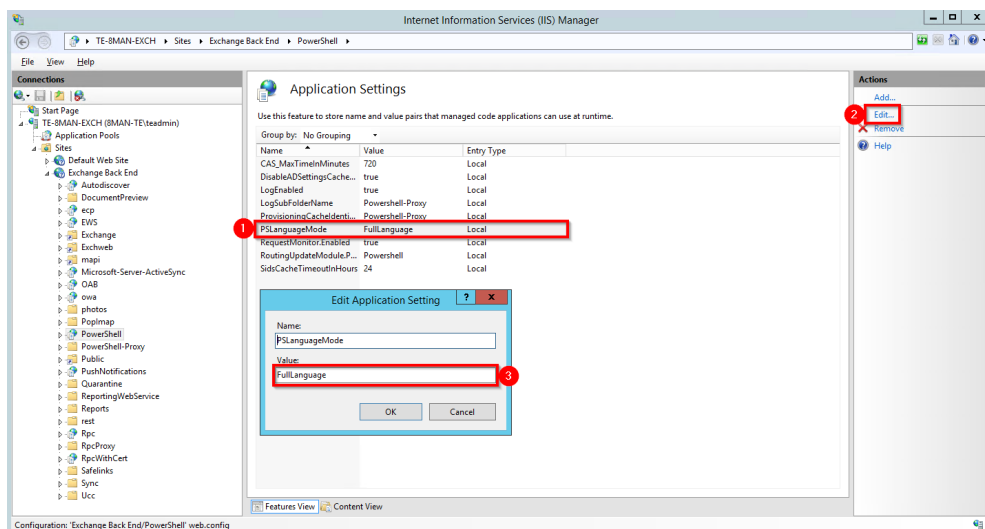 Internet Information Services (IIS) Manager
TE-8MAN-EXCH Sites Exchange Back End PowerShell
File View Help
Connections
Start Page
TE-8MAN-EXCH (8MAN-TE\teadmin)
Application Pools
Sites
Default Web Site
Exchange Back End
Autodiscover
DocumentPreview
ecp
EWS
Exchange
Exchweb
mapi
Microsoft-Server-ActiveSync
OAB
owa
photos
PopImap
PowerShell
PowerShell-Proxy
Public
PushNotifications
Quarantine
ReportingWebService
Reports
rest
Rpc
RpcProxy
RpcWithCert
Safelinks
Sync
Ucc
Application Settings
Use this feature to store name and value pairs that managed code applications can use at runtime.
Group by: No Grouping
Name Value Entry Type
CAS_MaxTimeInMinutes 720 Local
DisableADSettingsCache... true Local
LogEnabled true Local
LogSubFolderName Powershell-Proxy Local
ProvisioningCacheIdenti... Powershell-Proxy Local
1 PSLanguageMode FullLanguage Local
RequestMonitor.Enabled true Local
RoutingUpdateModule.P... Powershell Local
SidsCacheTimeoutInHours 24 Local
Edit Application Setting ? X
Name:
PSLanguageMode
Value:
FullLanguage 3
OK Cancel
Features View Content View
Actions
Add...
2 Edit...
Remove
Help
Configuration: 'Exchange Back End/PowerShell' web.config